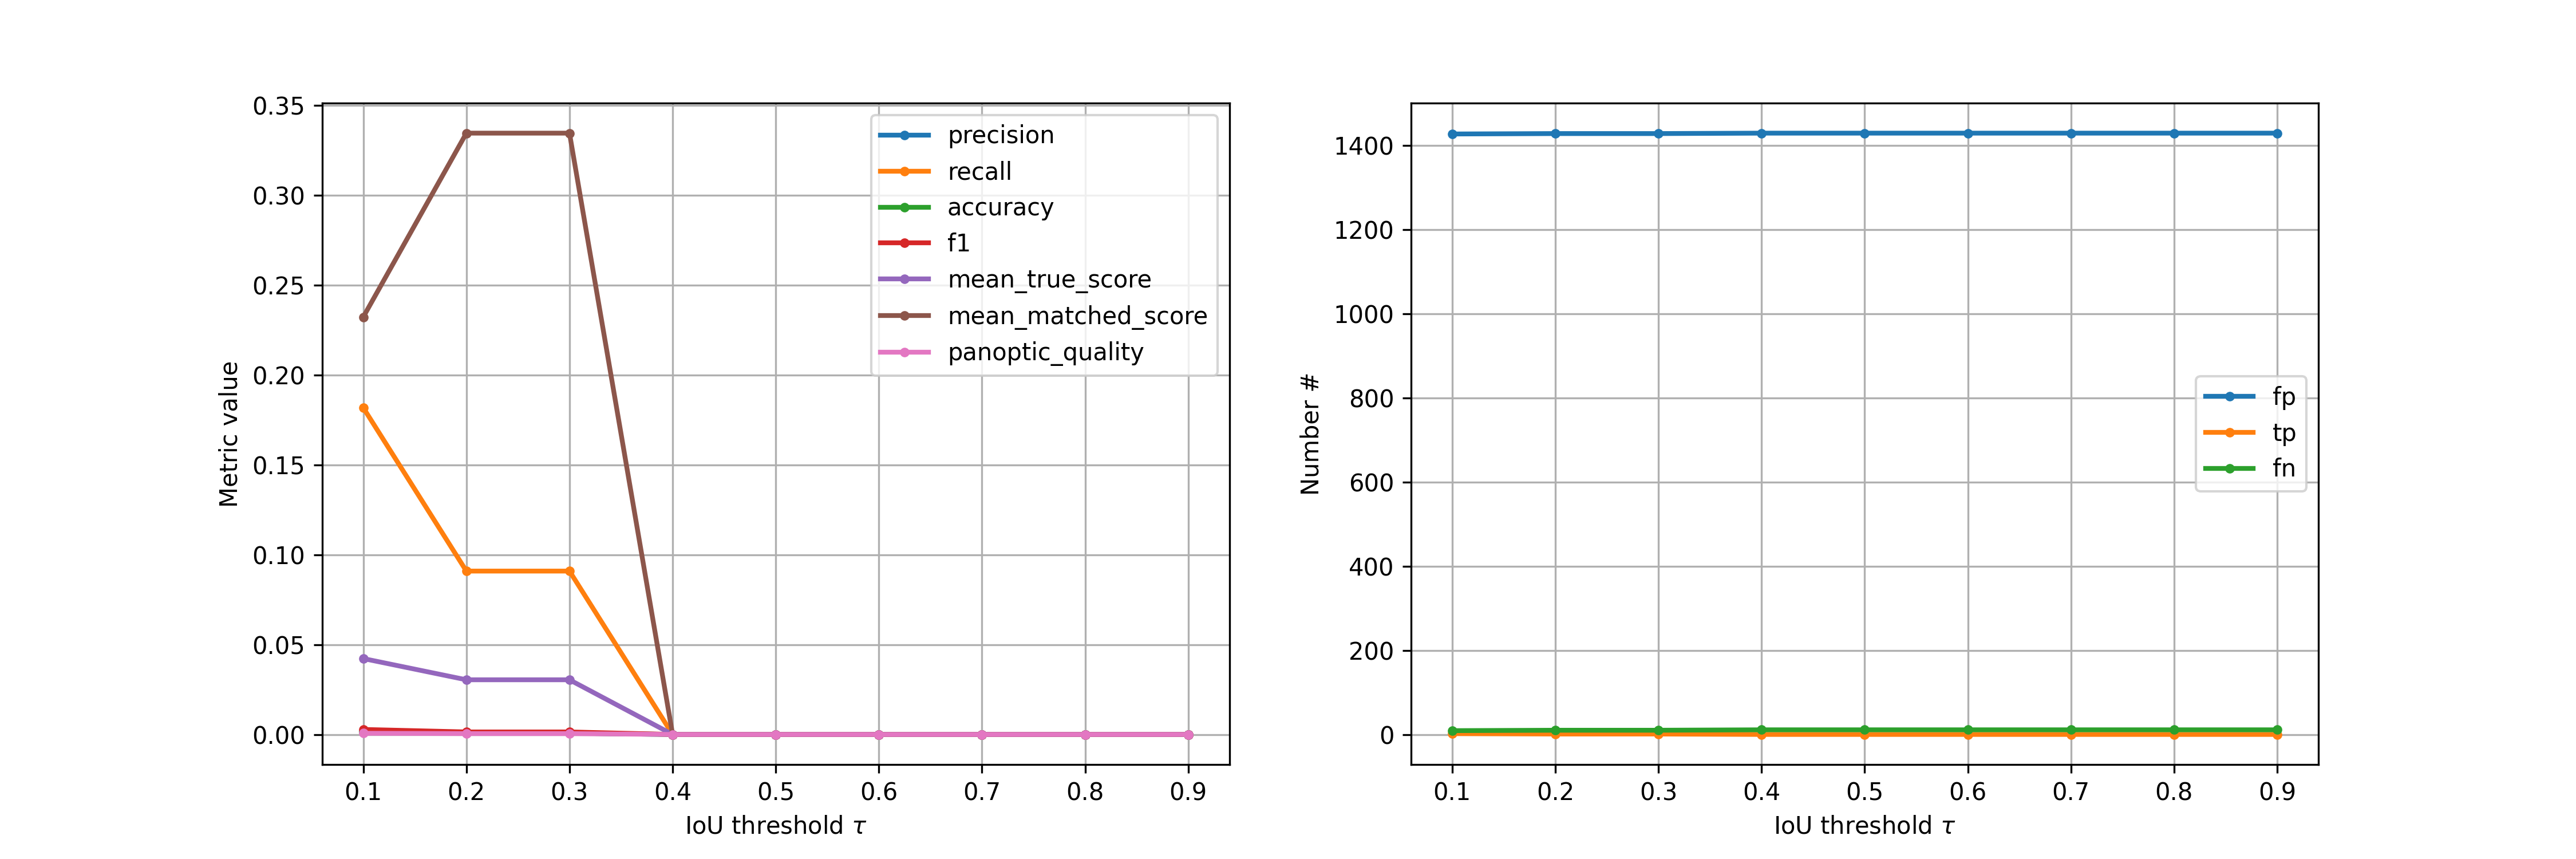 0.35
0.30
0.25
0.20
0.15
0.10
0.05
0.00
Metric value
0.1 0.2 0.3 0.4 0.5 0.6 0.7 0.8 0.9
IoU threshold τ
precision
recall
accuracy
f1
mean_true_score
mean_matched_score
panoptic_quality
1400
1200
1000
800
600
400
200
0
Number #
0.1 0.2 0.3 0.4 0.5 0.6 0.7 0.8 0.9
IoU threshold τ
fp
tp
fn